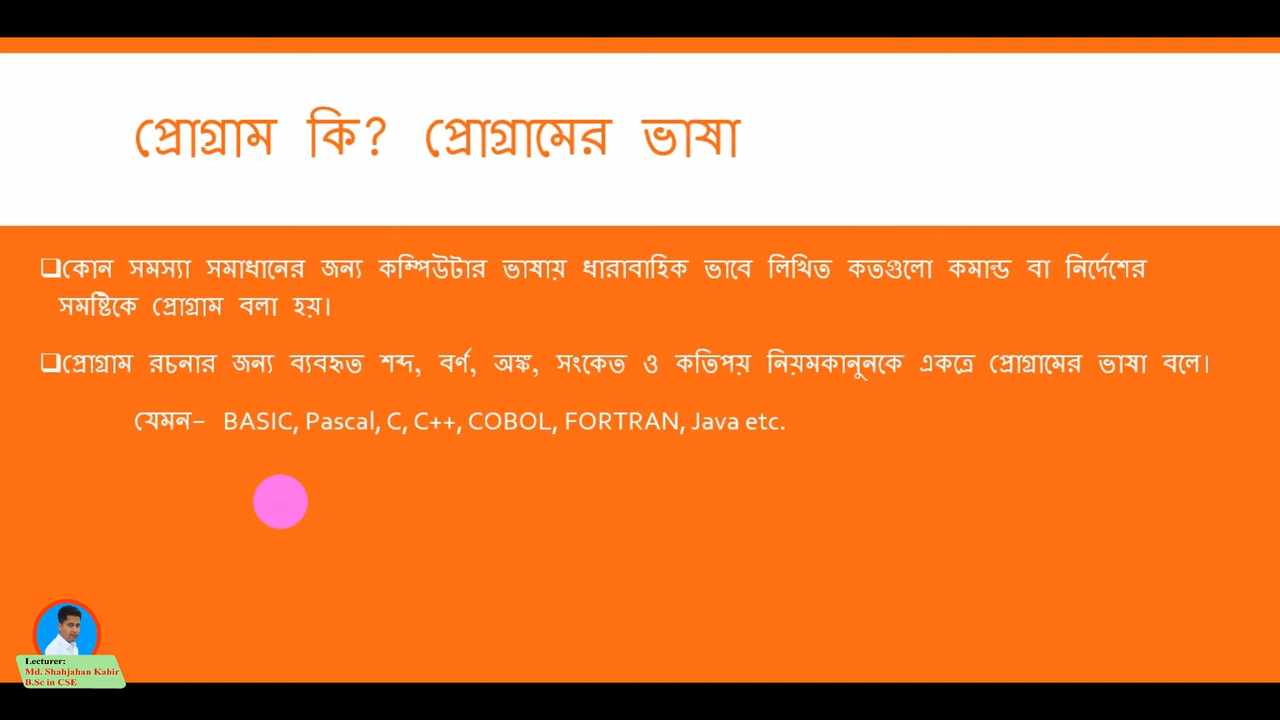 প্রোগ্রাম কি? প্রোগ্রামের ভাষা
❑কোন সমস্যা সমাধানের জন্য কম্পিউটার ভাষায় ধারাবাহিক ভাবে লিখিত কতগুলো কমান্ড বা নির্দেশের
সমষ্টিকে প্রোগ্রাম বলা হয়।
❑প্রোগ্রাম রচনার জন্য ব্যবহৃত শব্দ, বর্ণ, অঙ্ক, সংকেত ও কতিপয় নিয়মকানুনকে একত্রে প্রোগ্রামের ভাষা বলে।
যেমন– BASIC, Pascal, C, C++, COBOL, FORTRAN, Java etc.
Lecturer:
Md. Shahjahan Kabir
B.Sc in CSE